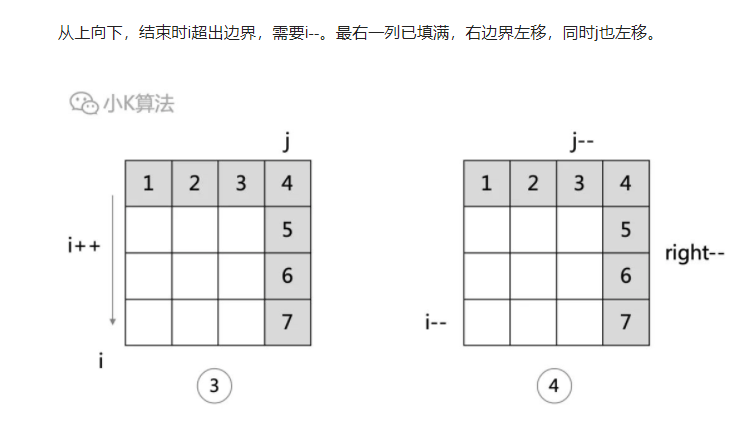 从上向下，结束时i超出边界，需要i--。最右一列已填满，右边界左移，同时j也左移。
小K算法
j
j--
1 2 3 4
1 2 3 4
5
5
i++
right--
6
6
7
7
i--
i
3
4